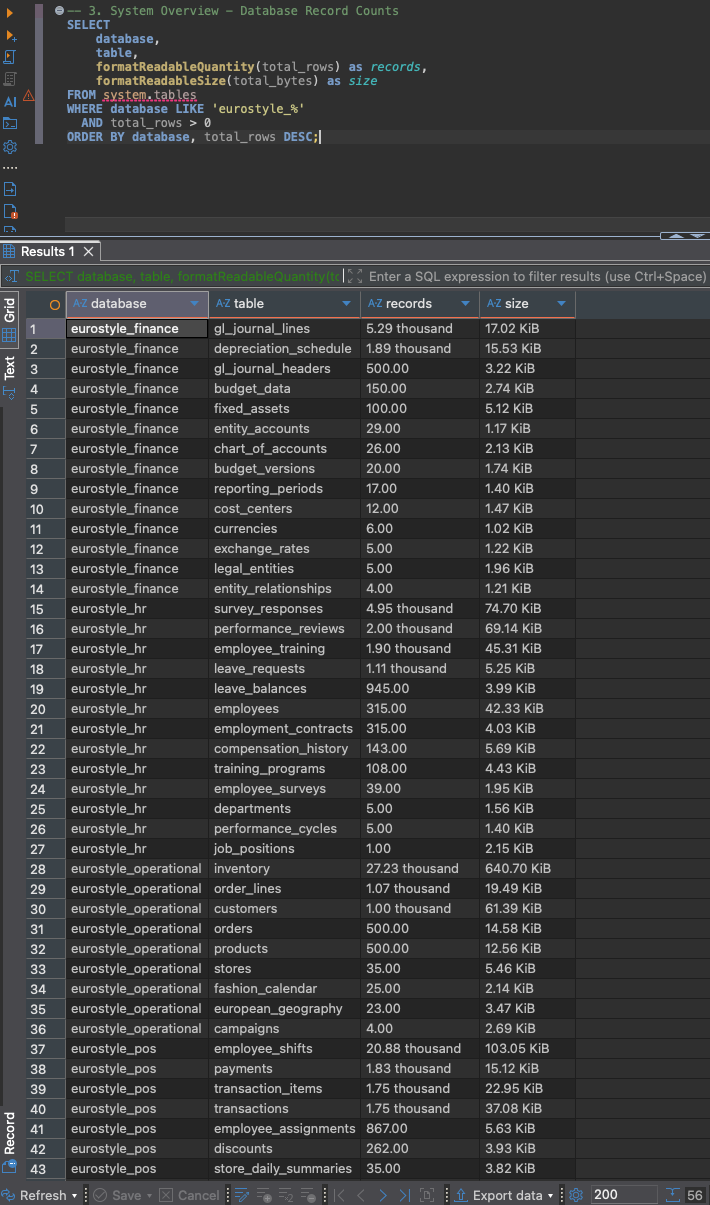 -- 3. System Overview - Database Record Counts
SELECT
database,
table,
formatReadableQuantity(total_rows) as records,
formatReadableSize(total_bytes) as size
FROM system.tables
WHERE database LIKE 'eurostyle_%'
AND total_rows > 0
ORDER BY database, total_rows DESC;
AI
Results 1
SELECT database, table, formatReadableQuantity(to
Enter a SQL expression to filter results (use Ctrl+Space)
Grid
Text
Record
A-Z database A-Z table A-Z records A-Z size
1 eurostyle_finance gl_journal_lines 5.29 thousand 17.02 KiB
2 eurostyle_finance depreciation_schedule 1.89 thousand 15.53 KiB
3 eurostyle_finance gl_journal_headers 500.00 3.22 KiB
4 eurostyle_finance budget_data 150.00 2.74 KiB
5 eurostyle_finance fixed_assets 100.00 5.12 KiB
6 eurostyle_finance entity_accounts 29.00 1.17 KiB
7 eurostyle_finance chart_of_accounts 26.00 2.13 KiB
8 eurostyle_finance budget_versions 20.00 1.74 KiB
9 eurostyle_finance reporting_periods 17.00 1.40 KiB
10 eurostyle_finance cost_centers 12.00 1.47 KiB
11 eurostyle_finance currencies 6.00 1.02 KiB
12 eurostyle_finance exchange_rates 5.00 1.22 KiB
13 eurostyle_finance legal_entities 5.00 1.96 KiB
14 eurostyle_finance entity_relationships 4.00 1.21 KiB
15 eurostyle_hr survey_responses 4.95 thousand 74.70 KiB
16 eurostyle_hr performance_reviews 2.00 thousand 69.14 KiB
17 eurostyle_hr employee_training 1.90 thousand 45.31 KiB
18 eurostyle_hr leave_requests 1.11 thousand 5.25 KiB
19 eurostyle_hr leave_balances 945.00 3.99 KiB
20 eurostyle_hr employees 315.00 42.33 KiB
21 eurostyle_hr employment_contracts 315.00 4.03 KiB
22 eurostyle_hr compensation_history 143.00 5.69 KiB
23 eurostyle_hr training_programs 108.00 4.43 KiB
24 eurostyle_hr employee_surveys 39.00 1.95 KiB
25 eurostyle_hr departments 5.00 1.56 KiB
26 eurostyle_hr performance_cycles 5.00 1.40 KiB
27 eurostyle_hr job_positions 1.00 2.15 KiB
28 eurostyle_operational inventory 27.23 thousand 640.70 KiB
29 eurostyle_operational order_lines 1.07 thousand 19.49 KiB
30 eurostyle_operational customers 1.00 thousand 61.39 KiB
31 eurostyle_operational orders 500.00 14.58 KiB
32 eurostyle_operational products 500.00 12.56 KiB
33 eurostyle_operational stores 35.00 5.46 KiB
34 eurostyle_operational fashion_calendar 25.00 2.14 KiB
35 eurostyle_operational european_geography 23.00 3.47 KiB
36 eurostyle_operational campaigns 4.00 2.69 KiB
37 eurostyle_pos employee_shifts 20.88 thousand 103.05 KiB
38 eurostyle_pos payments 1.83 thousand 15.12 KiB
39 eurostyle_pos transaction_items 1.75 thousand 22.95 KiB
40 eurostyle_pos transactions 1.75 thousand 37.08 KiB
41 eurostyle_pos employee_assignments 867.00 5.63 KiB
42 eurostyle_pos discounts 262.00 3.93 KiB
43 eurostyle_pos store_daily_summaries 35.00 3.82 KiB
Refresh Save Cancel Export data 200 56